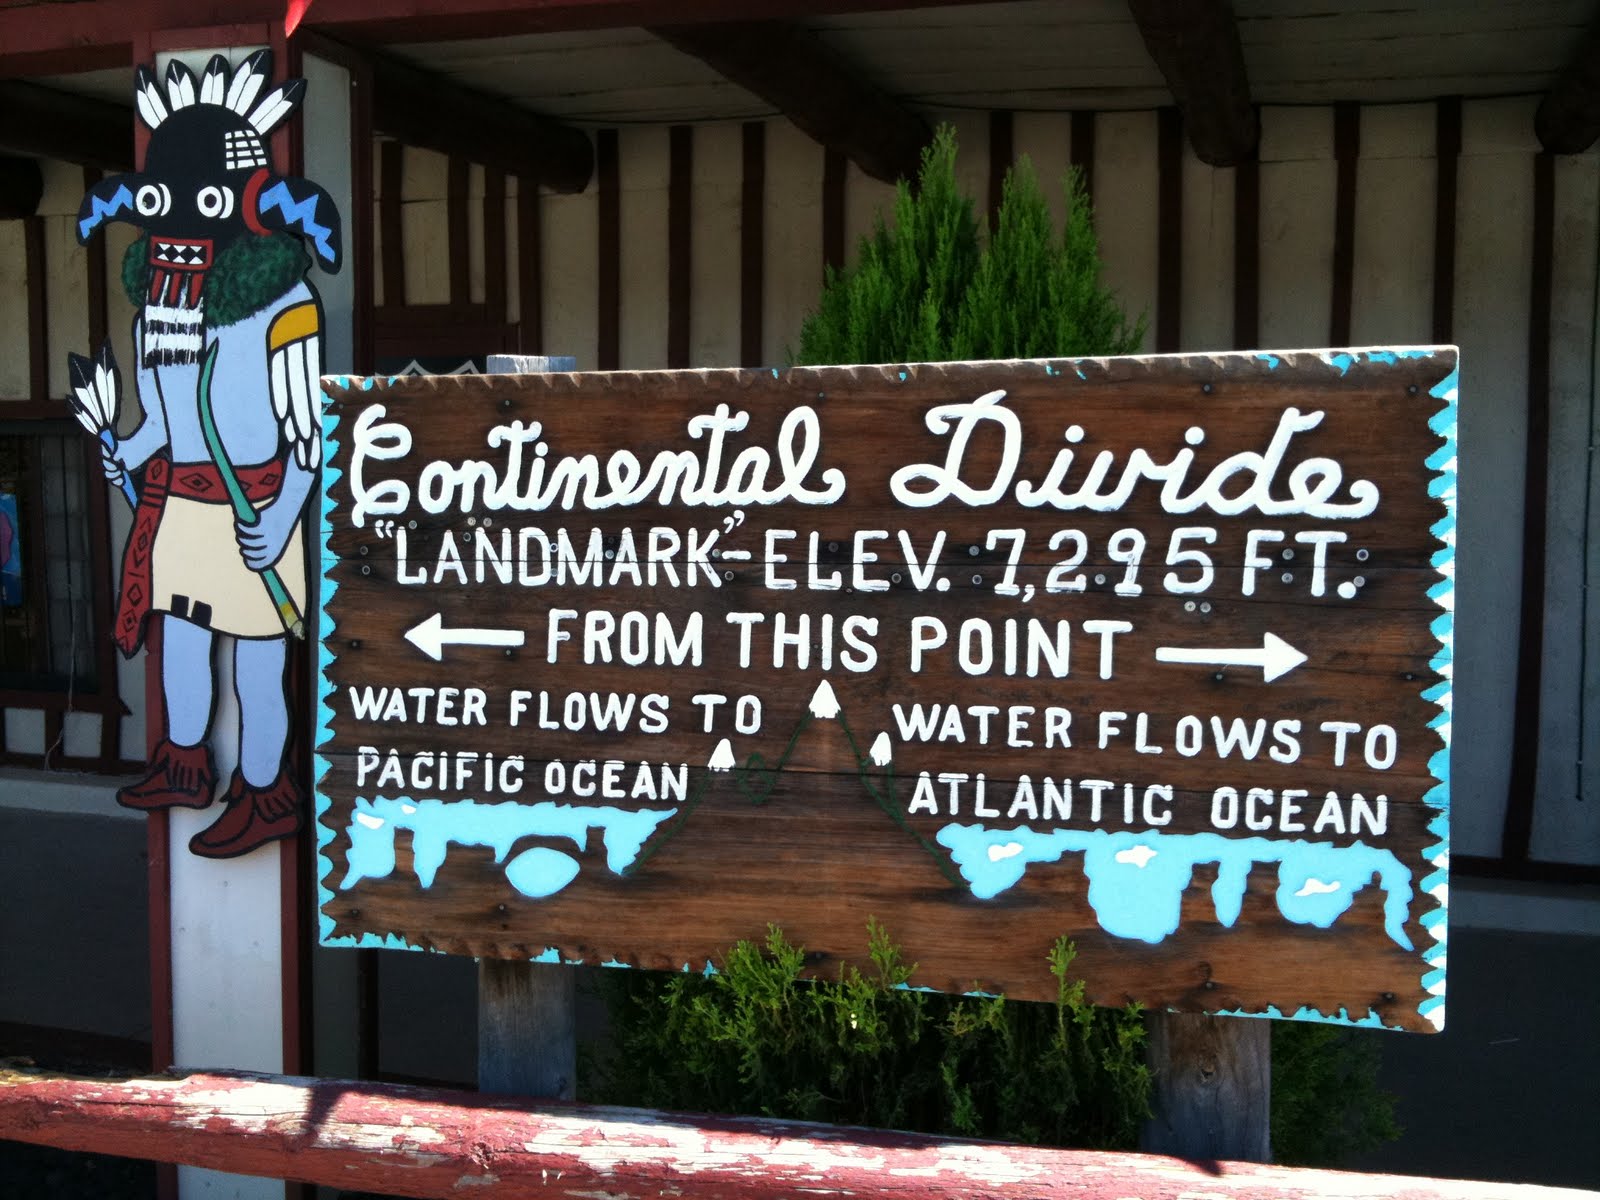 Continental Divide
"LANDMARK" - ELEV. 7,295 FT.
← FROM THIS POINT →
WATER FLOWS TO
PACIFIC OCEAN
WATER FLOWS TO
ATLANTIC OCEAN